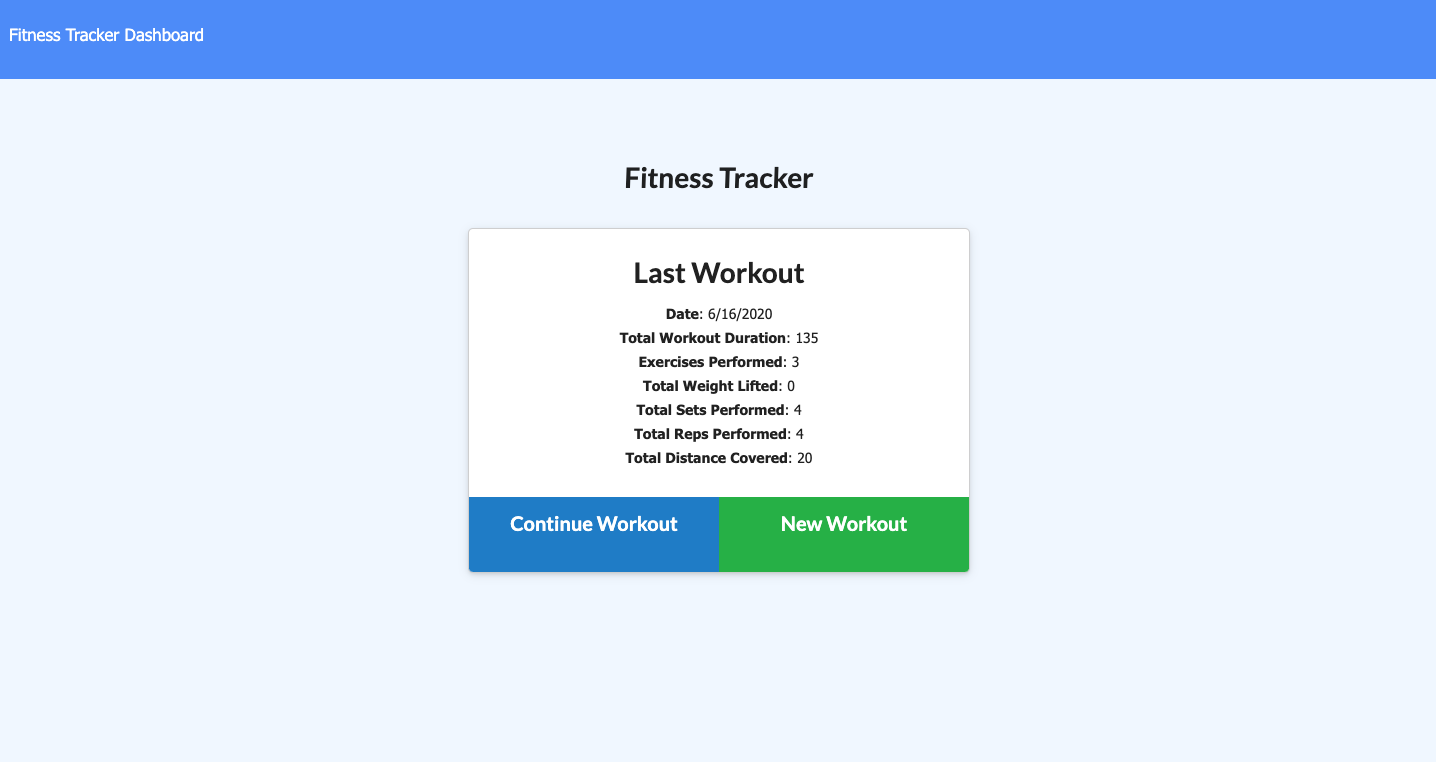 Fitness Tracker Dashboard
Fitness Tracker
Last Workout
Date: 6/16/2020
Total Workout Duration: 135
Exercises Performed: 3
Total Weight Lifted: 0
Total Sets Performed: 4
Total Reps Performed: 4
Total Distance Covered: 20
Continue Workout New Workout